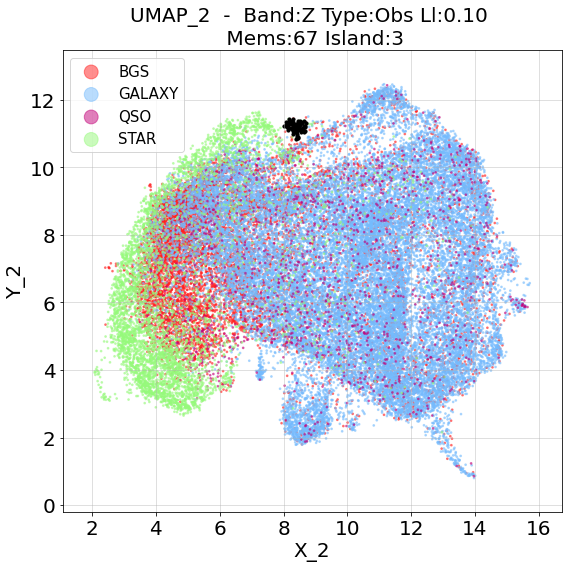 UMAP_2  -  Band:Z Type:Obs Ll:0.10
Mems:67 Island:3
BGS
GALAXY
QSO
STAR
12
10
8
6
4
2
0
Y_2
2 4 6 8 10 12 14 16
X_2